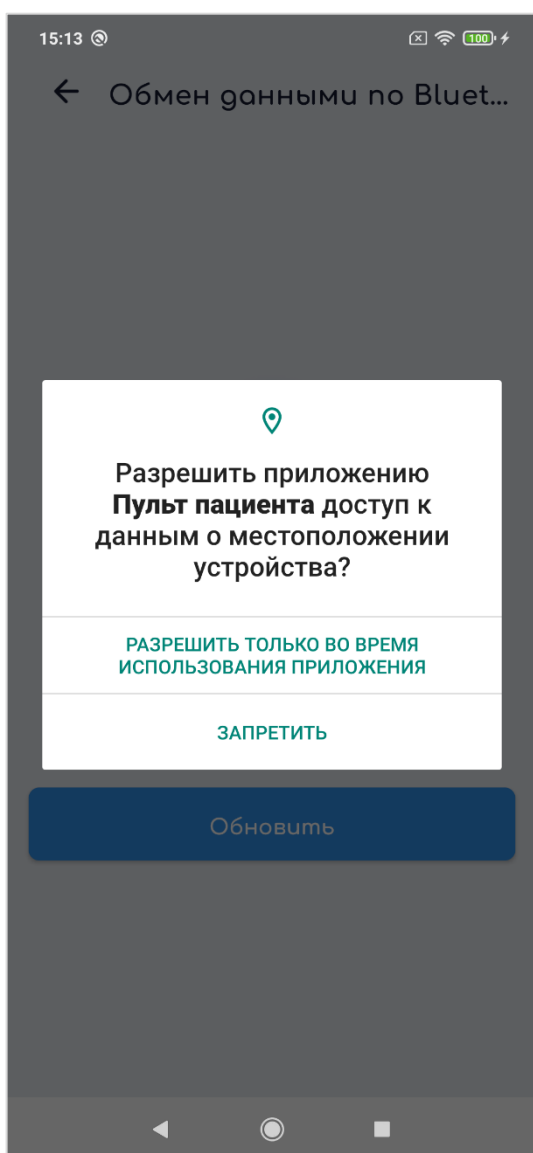 15:13
100
Обмен данными по Bluet...
Разрешить приложению
Пульт пациента доступ к
данным о местоположении
устройства?
РАЗРЕШИТЬ ТОЛЬКО ВО ВРЕМЯ
ИСПОЛЬЗОВАНИЯ ПРИЛОЖЕНИЯ
ЗАПРЕТИТЬ
Обновить